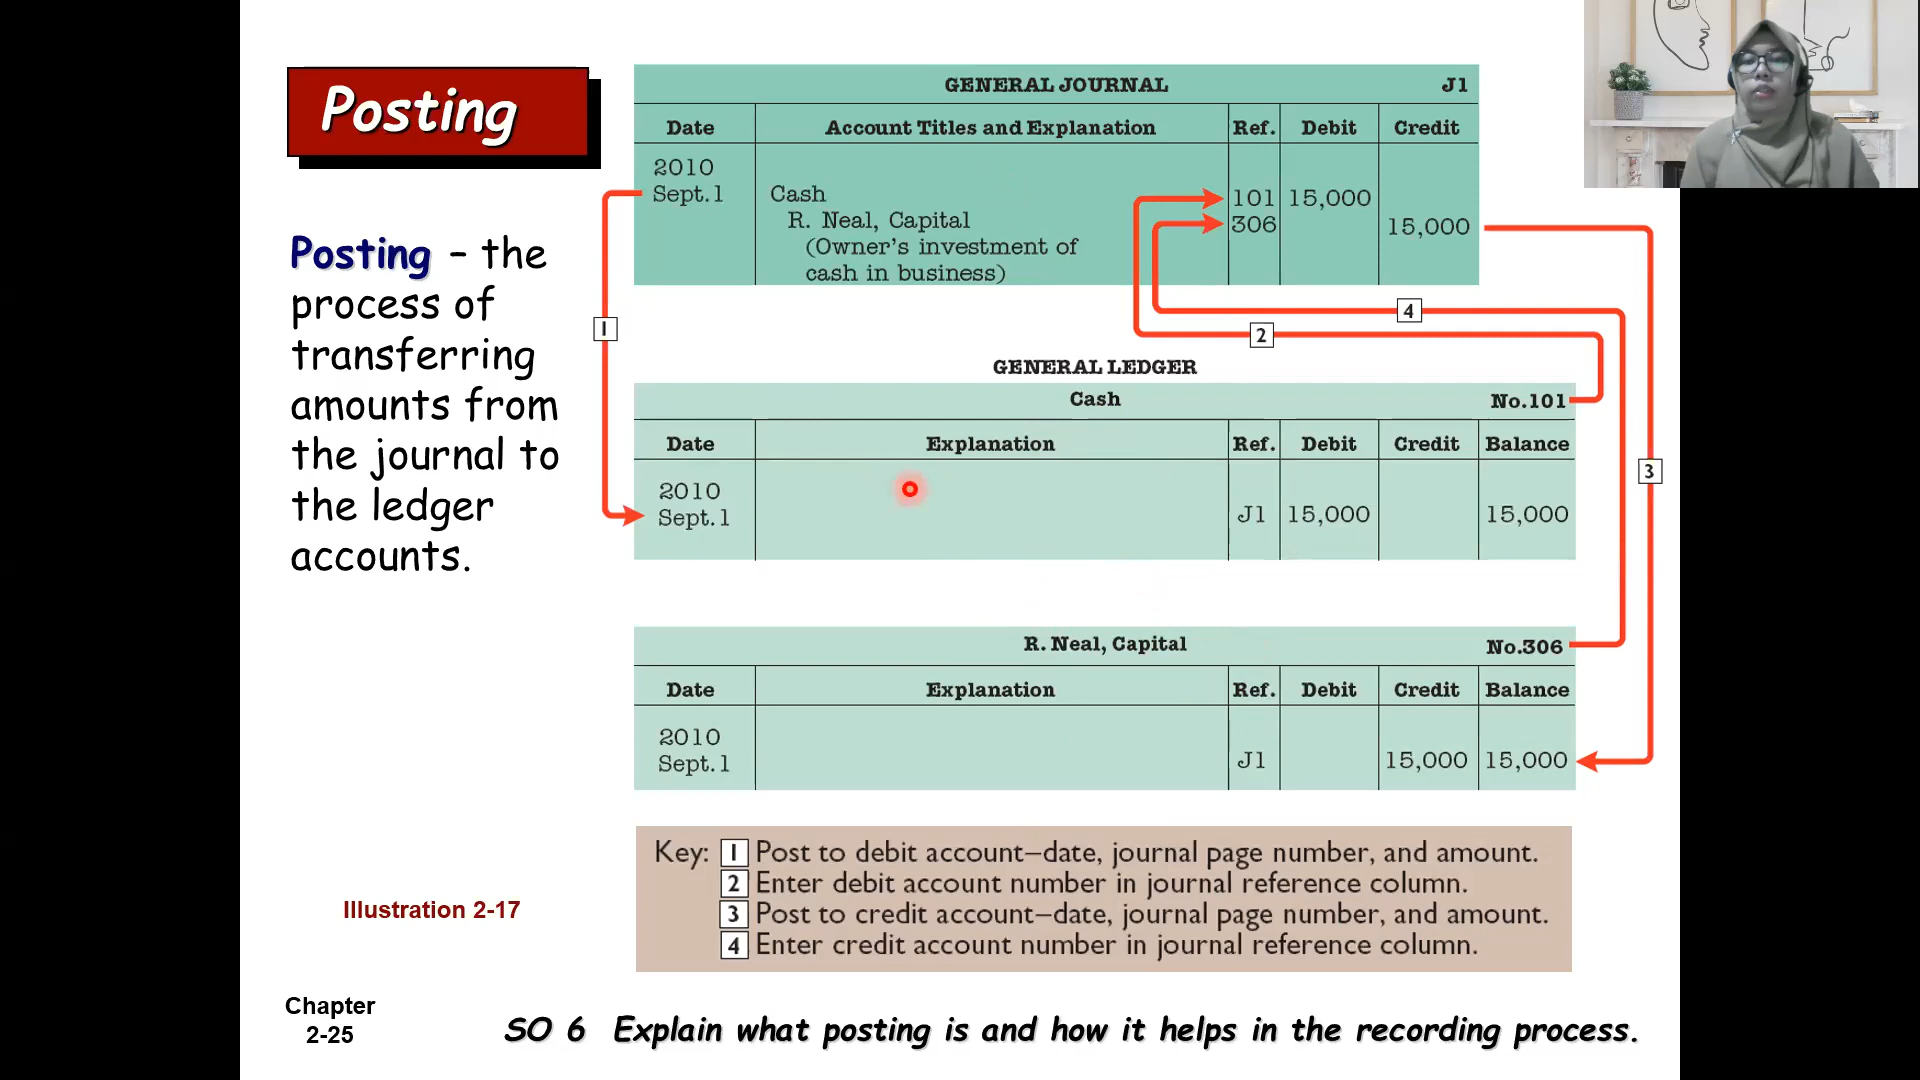 Posting
Posting – the
process of
transferring
amounts from
the journal to
the ledger
accounts.
GENERAL JOURNAL J1
Date Account Titles and Explanation Ref. Debit Credit
2010
Sept. 1 Cash 101 15,000
R. Neal, Capital 306 15,000
(Owner's investment of
cash in business)
1
4
2
3
GENERAL LEDGER
Cash No.101
Date Explanation Ref. Debit Credit Balance
2010
Sept. 1 J1 15,000 15,000
R. Neal, Capital No.306
Date Explanation Ref. Debit Credit Balance
2010
Sept. 1 J1 15,000 15,000
Key: 1 Post to debit account–date, journal page number, and amount.
2 Enter debit account number in journal reference column.
3 Post to credit account–date, journal page number, and amount.
4 Enter credit account number in journal reference column.
Illustration 2-17
Chapter
2-25
SO 6 Explain what posting is and how it helps in the recording process.